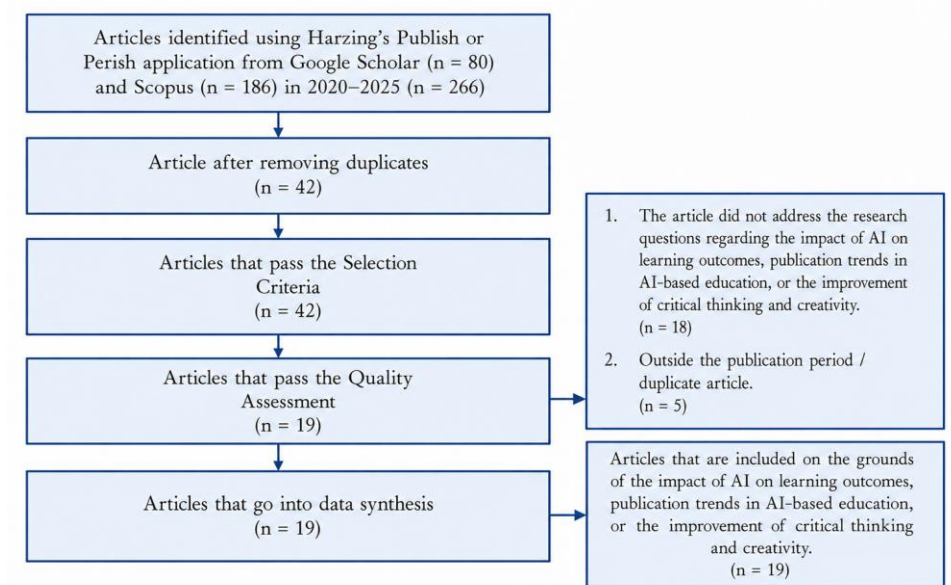 Articles identified using Harzing's Publish or
Perish application from Google Scholar (n = 80)
and Scopus (n = 186) in 2020–2025 (n = 266)
Article after removing duplicates
(n = 42)
Articles that pass the Selection
Criteria
(n = 42)
Articles that pass the Quality
Assessment
(n = 19)
Articles that go into data synthesis
(n = 19)
1. The article did not address the research
questions regarding the impact of AI on
learning outcomes, publication trends in
AI-based education, or the improvement
of critical thinking and creativity.
(n = 18)
2. Outside the publication period /
duplicate article.
(n = 5)
Articles that are included on the grounds
of the impact of AI on learning outcomes,
publication trends in AI-based education,
or the improvement of critical thinking
and creativity.
(n = 19)